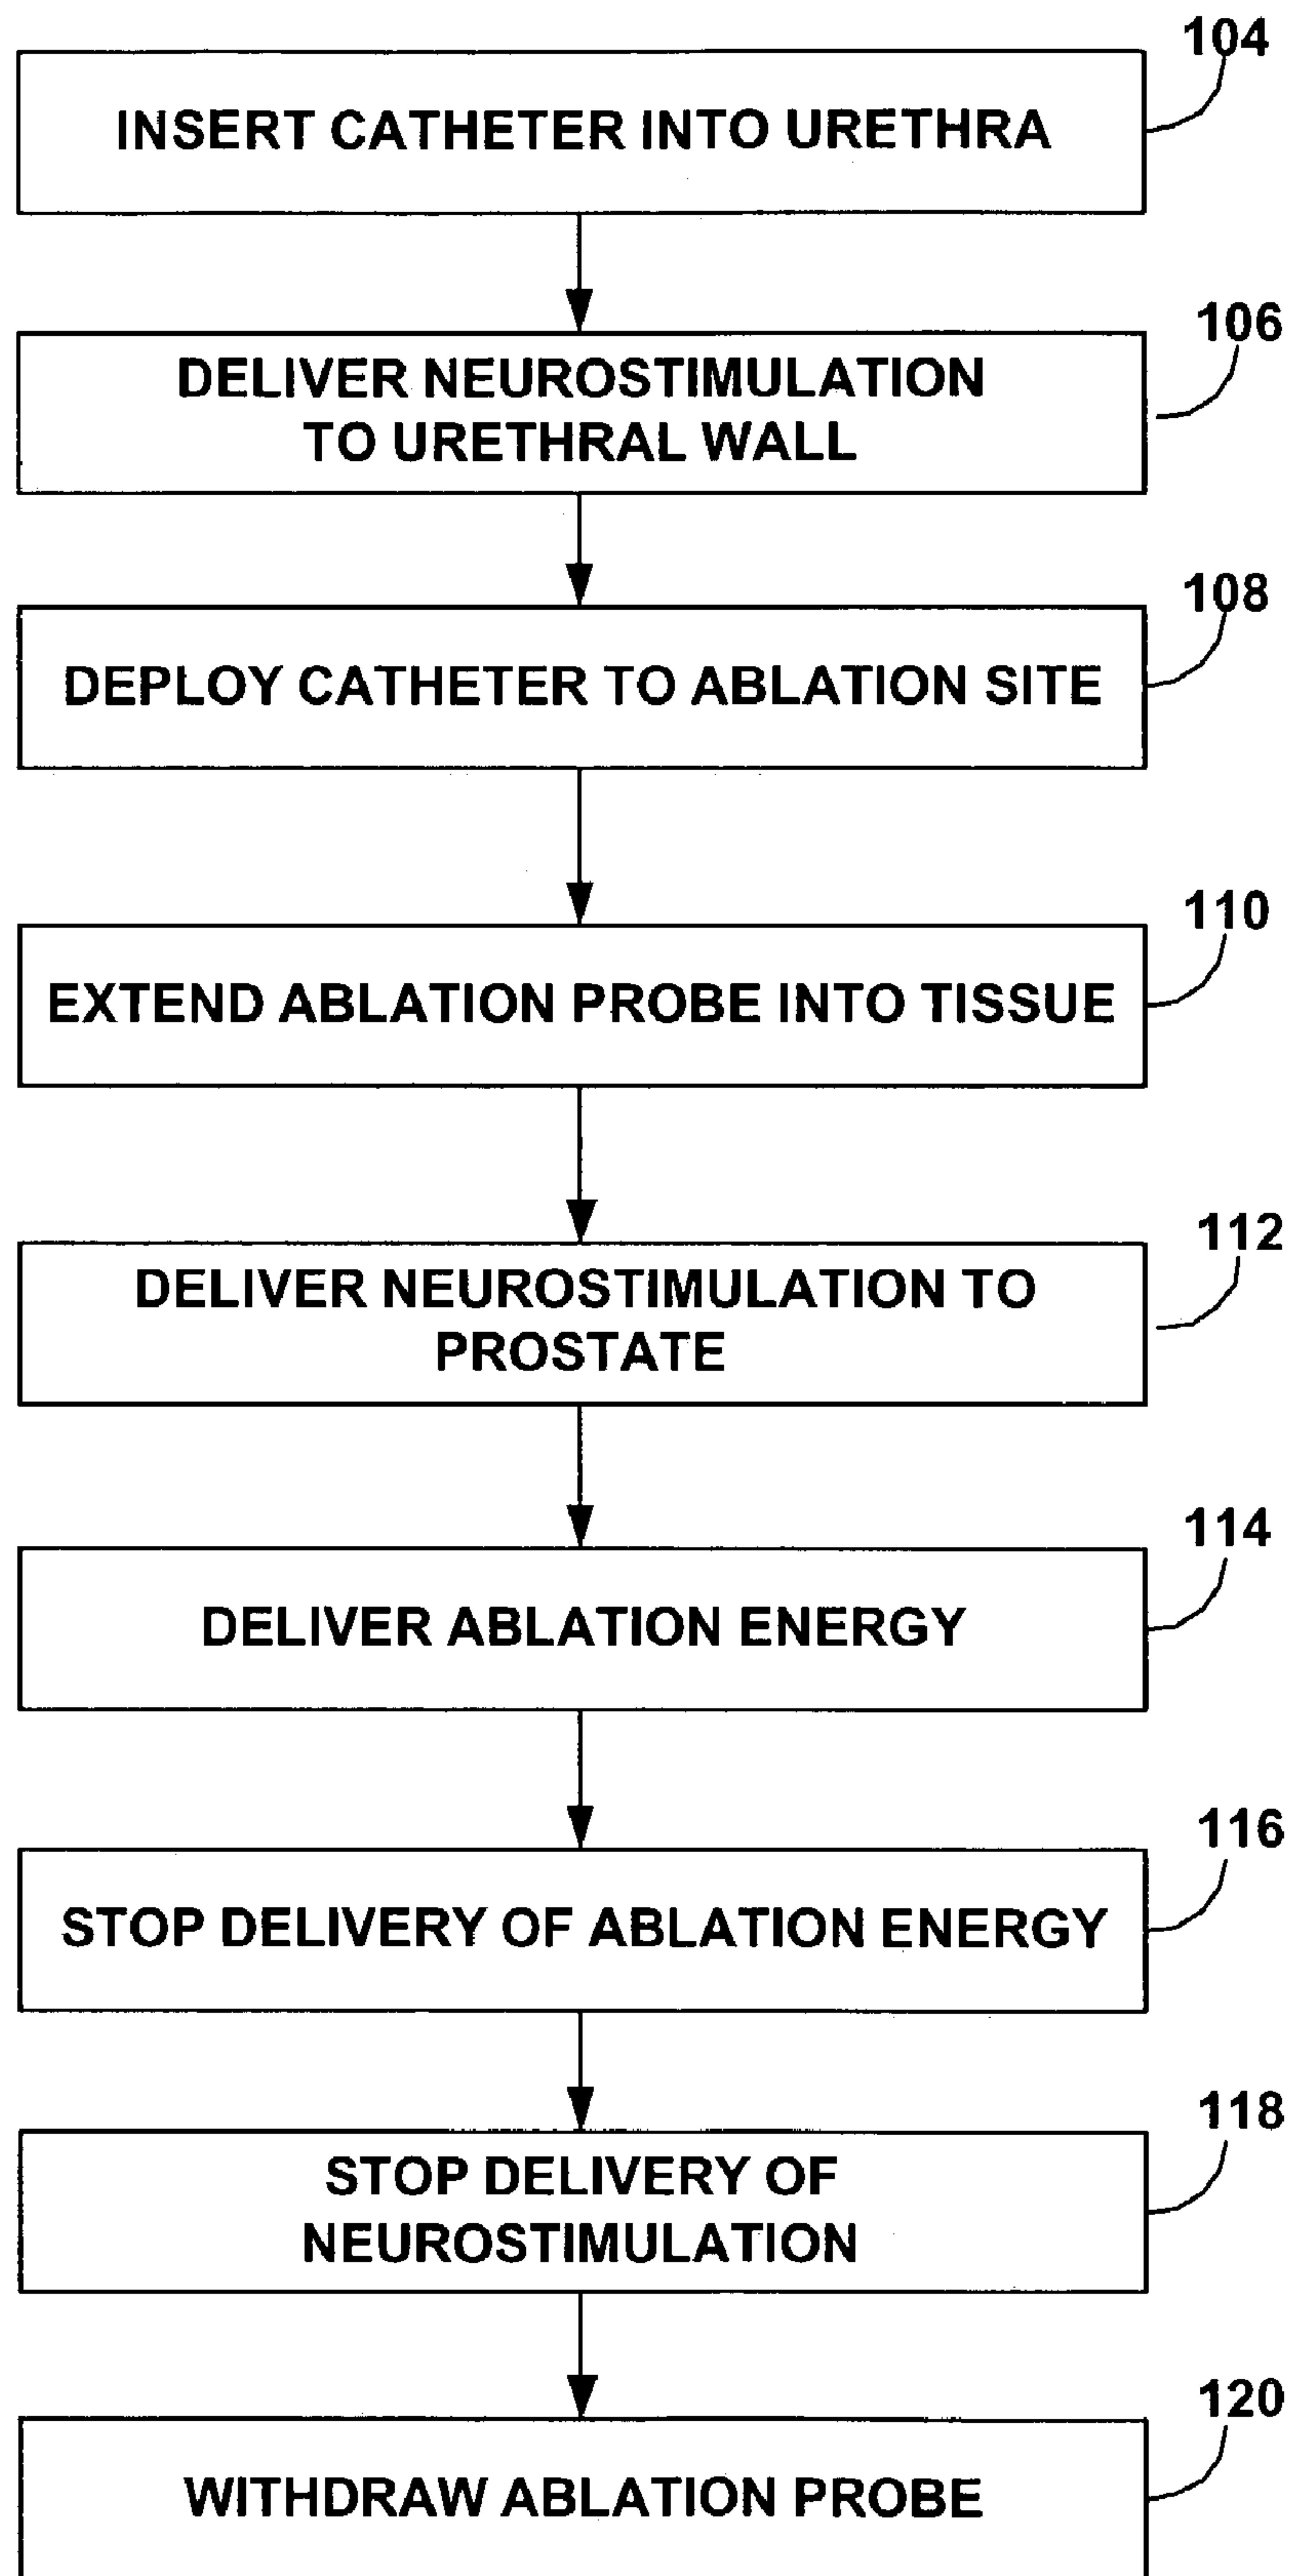 104
INSERT CATHETER INTO URETHRA
106
DELIVER NEUROSTIMULATION
TO URETHRAL WALL
108
DEPLOY CATHETER TO ABLATION SITE
110
EXTEND ABLATION PROBE INTO TISSUE
112
DELIVER NEUROSTIMULATION TO
PROSTATE
114
DELIVER ABLATION ENERGY
116
STOP DELIVERY OF ABLATION ENERGY
118
STOP DELIVERY OF
NEUROSTIMULATION
120
WITHDRAW ABLATION PROBE